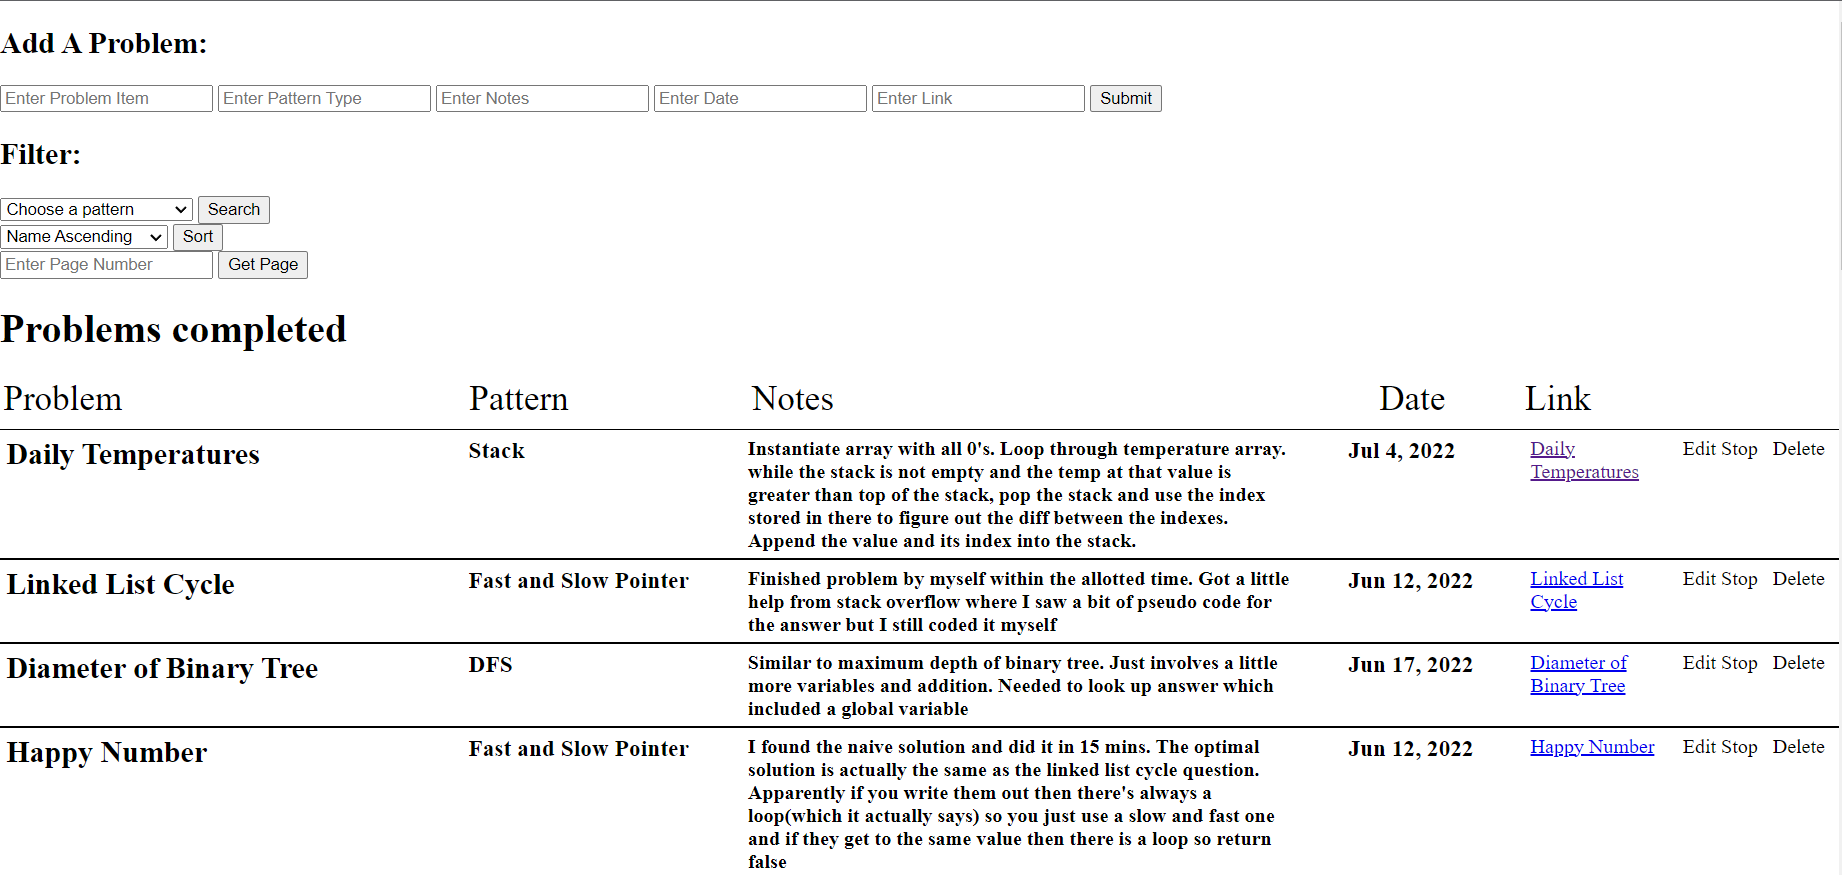 Add A Problem:
Enter Problem Item Enter Pattern Type Enter Notes Enter Date Enter Link Submit
Filter:
Choose a pattern Search
Name Ascending Sort
Enter Page Number Get Page
Problems completed
Problem Pattern Notes Date Link
Daily Temperatures Stack Instantiate array with all 0's. Loop through temperature array. Jul 4, 2022 Daily Edit Stop Delete
while the stack is not empty and the temp at that value is Temperatures
greater than top of the stack, pop the stack and use the index
stored in there to figure out the diff between the indexes.
Append the value and its index into the stack.
Linked List Cycle Fast and Slow Pointer Finished problem by myself within the allotted time. Got a little Jun 12, 2022 Linked List Edit Stop Delete
help from stack overflow where I saw a bit of pseudo code for Cycle
the answer but I still coded it myself
Diameter of Binary Tree DFS Similar to maximum depth of binary tree. Just involves a little Jun 17, 2022 Diameter of Edit Stop Delete
more variables and addition. Needed to look up answer which Binary Tree
included a global variable
Happy Number Fast and Slow Pointer I found the naive solution and did it in 15 mins. The optimal Jun 12, 2022 Happy Number Edit Stop Delete
solution is actually the same as the linked list cycle question.
Apparently if you write them out then there's always a
loop(which it actually says) so you just use a slow and fast one
and if they get to the same value then there is a loop so return
false